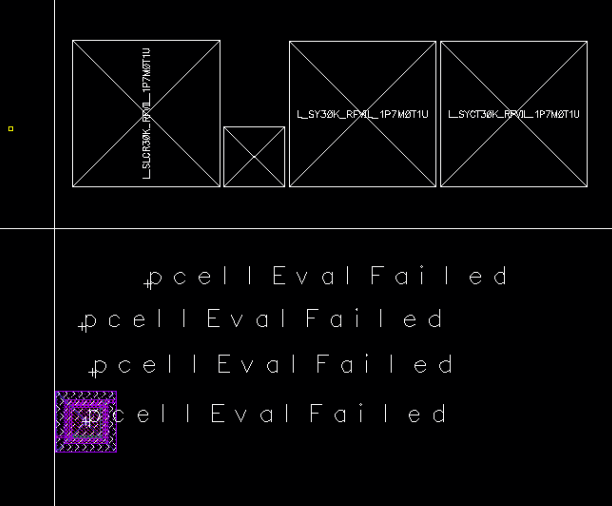 L_SLCR30K_RFVIL_1P7M0T1U
L_SY30K_RFVIL_1P7M0T1U
L_SYCT30K_RFVIL_1P7M0T1U
pcellEvalFailed
pcellEvalFailed
pcellEvalFailed
pcellEvalFailed